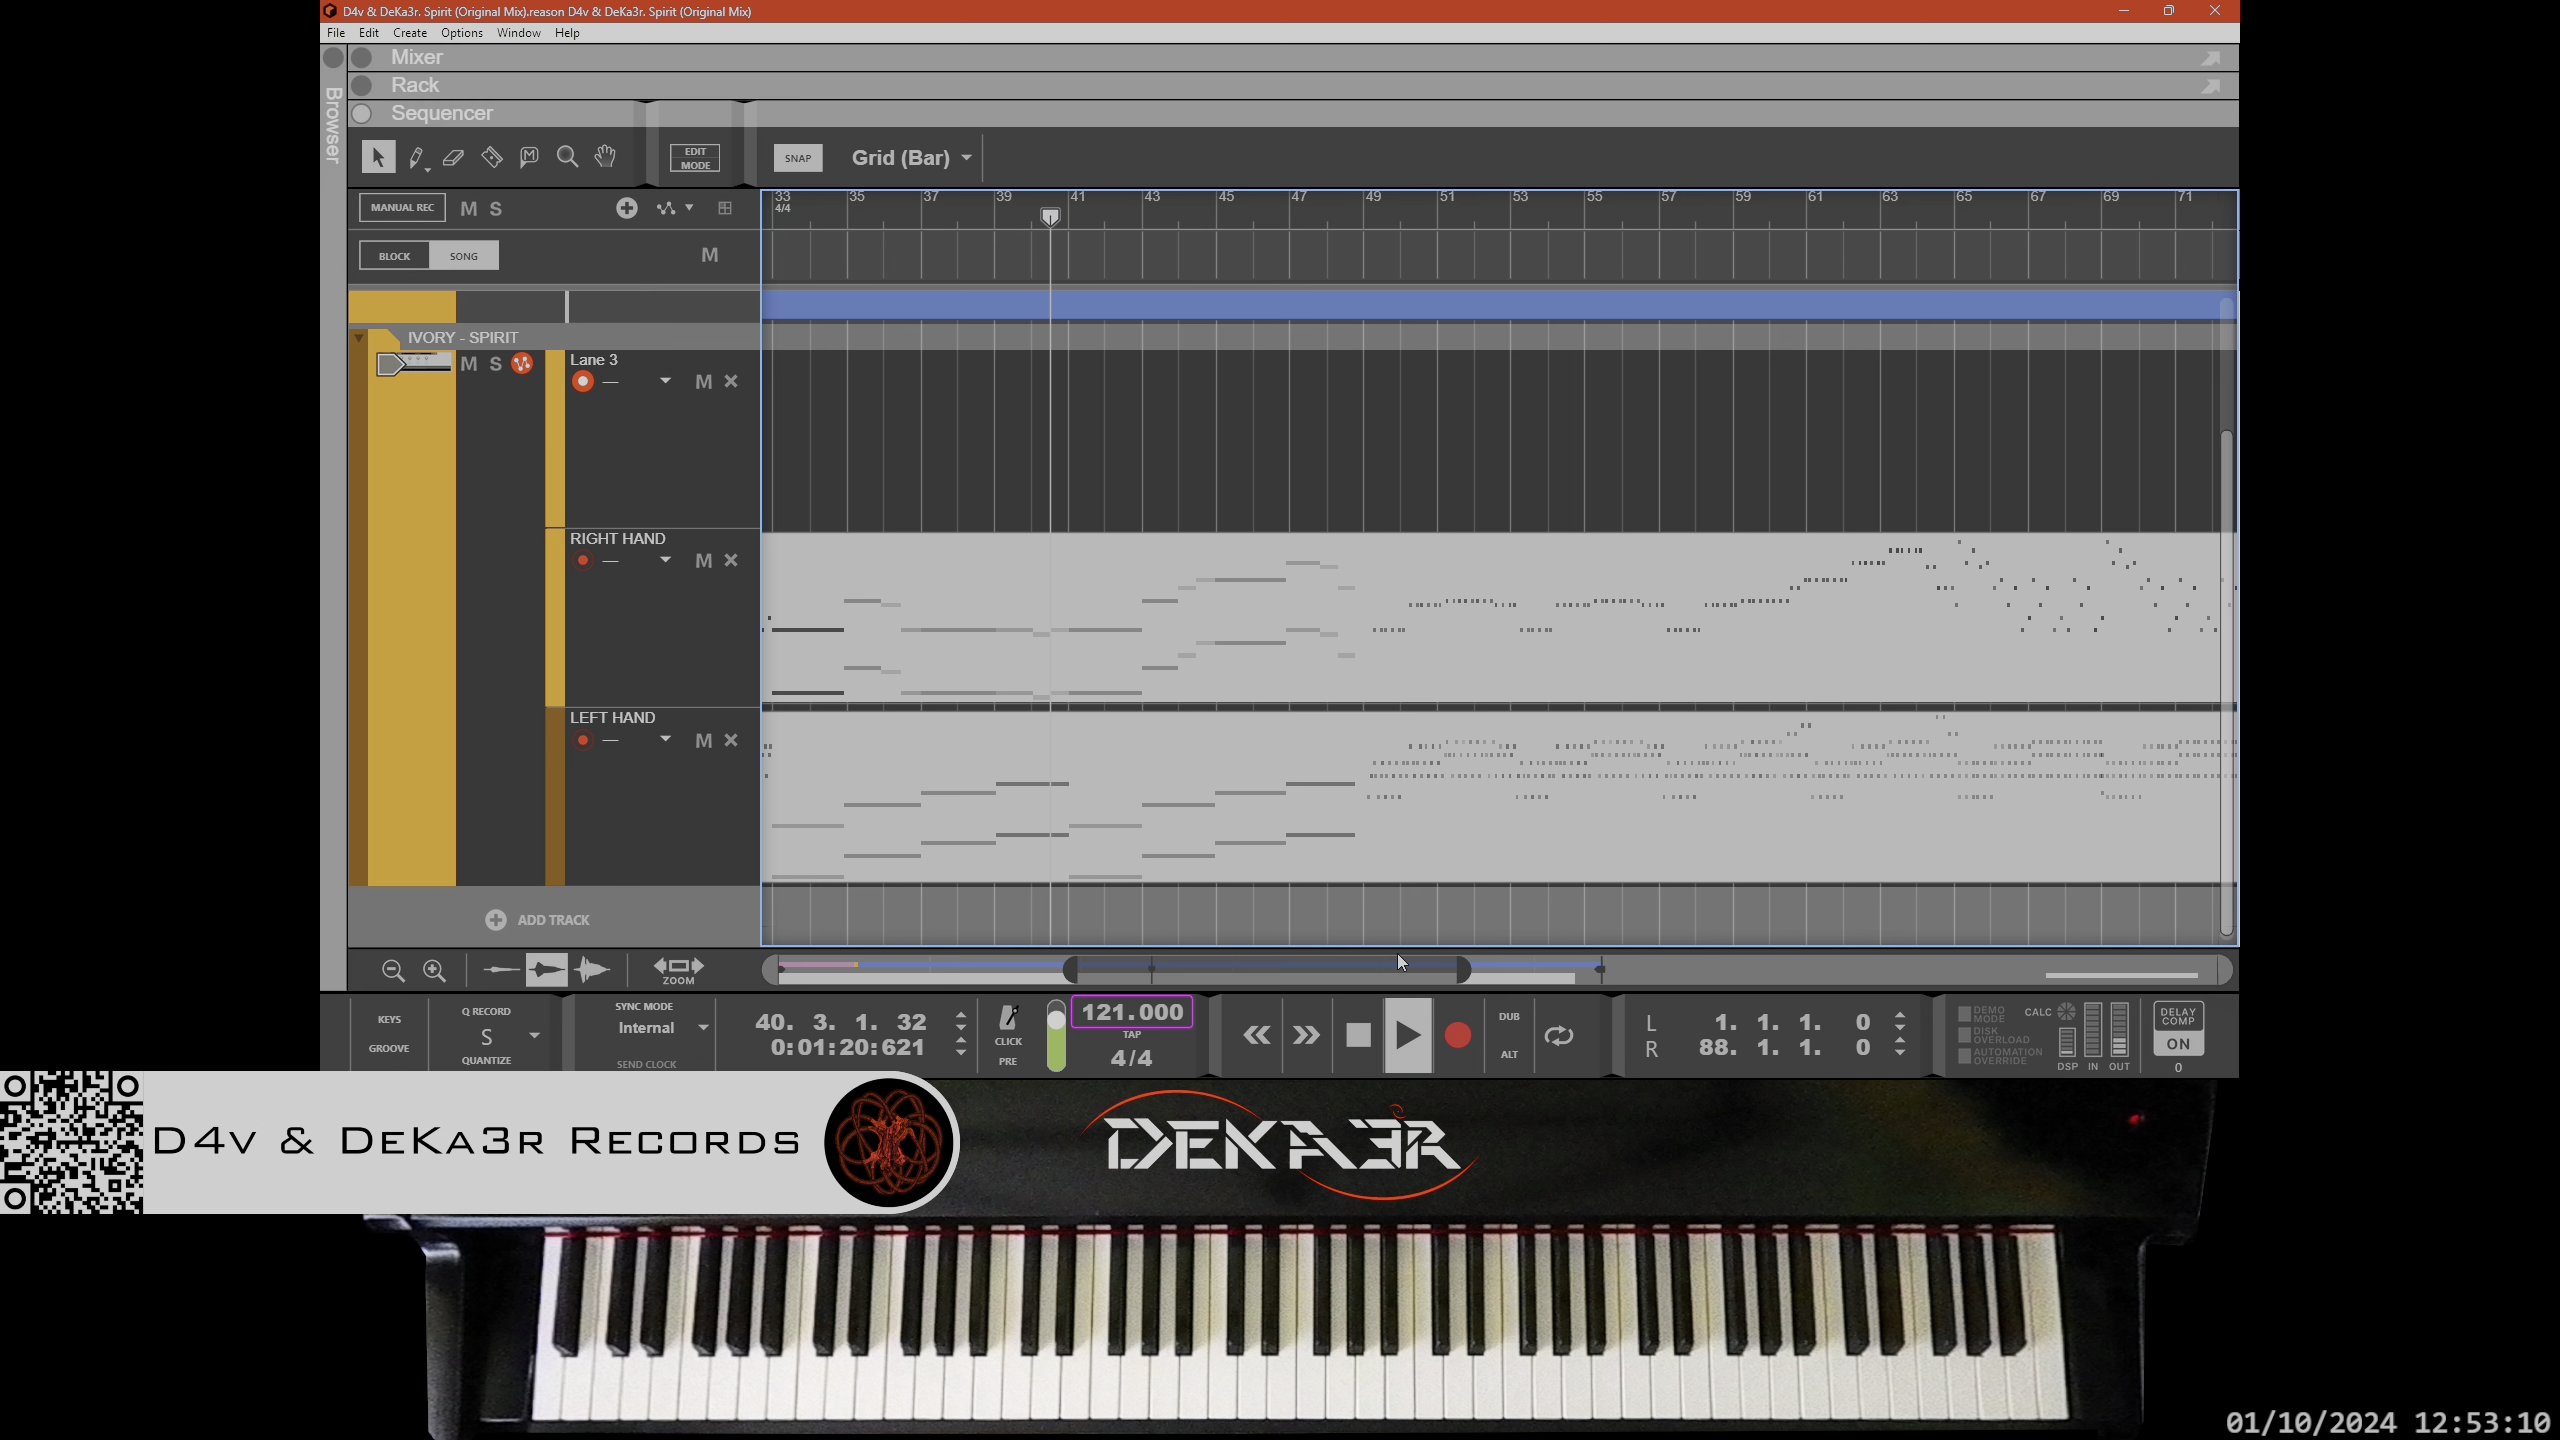 D4v & DeKa3r. Spirit (Original Mix).reason D4v & DeKa3r. Spirit (Original Mix)
File Edit Create Options Window Help
Mixer
Rack
Sequencer
Browser
EDIT MODE
SNAP
Grid (Bar)
MANUAL REC M S
33 35 37 39 41 43 45 47 49 51 53 55 57 59 61 63 65 67 69 71
4/4
BLOCK SONG M
IVORY - SPIRIT
M S
Lane 3
M
RIGHT HAND
M
LEFT HAND
M
ADD TRACK
ZOOM
KEYS
GROOVE
Q RECORD
S
QUANTIZE
SYNC MODE
Internal
SEND CLOCK
40. 3. 1. 32
0:01:20:621
CLICK
PRE
121.000
TAP
4/4
DUB
ALT
L 1. 1. 1. 0
R 88. 1. 1. 0
DEMO MODE
DISK OVERLOAD
AUTOMATION OVERRIDE
CALC
DSP IN OUT
DELAY COMP
ON
0
D4v & DeKa3r Records
DEKA3R
01/10/2024 12:53:10